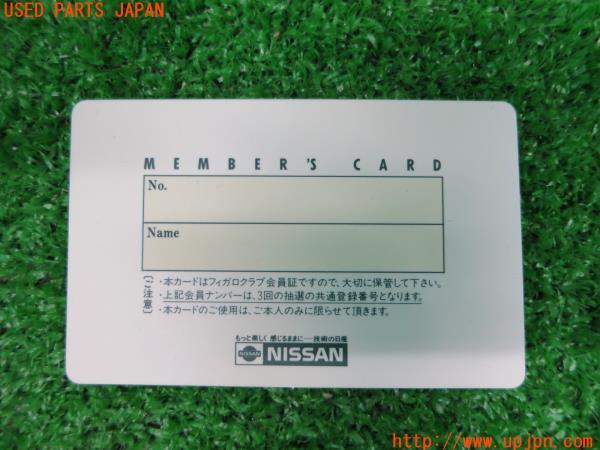 USED PARTS JAPAN
MEMBER'S CARD
No.
Name
〔ご注意〕
・本カードはフィガロクラブ会員証ですので、大切に保管して下さい。
・上記会員ナンバーは、3回の抽選の共通登録番号となります。
・本カードのご使用は、ご本人のみに限らせて頂きます。
もっと楽しく 感じるままに──技術の日産
NISSAN NISSAN
http://www.upjpn.com/